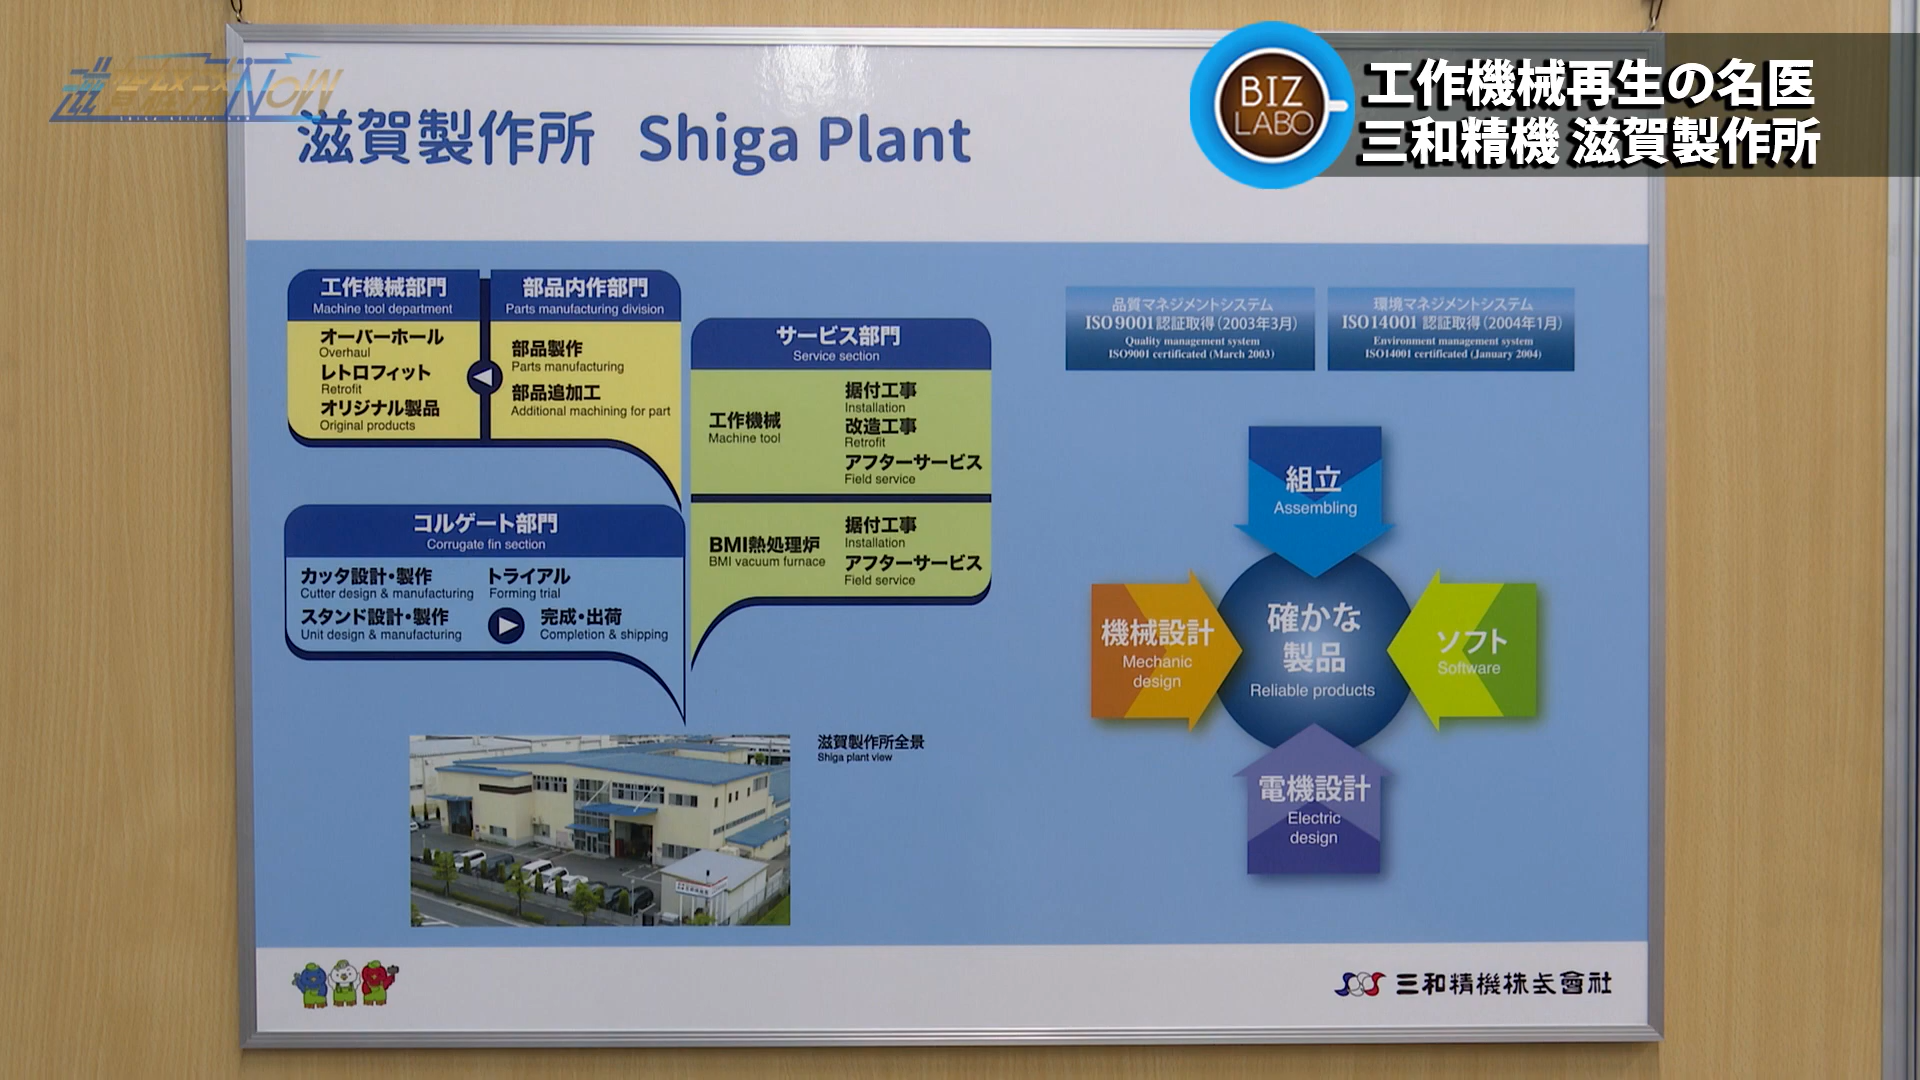 滋賀経済NOW
BIZ
LABO
工作機械再生の名医
三和精機 滋賀製作所
滋賀製作所 Shiga Plant
工作機械部門
Machine tool department
オーバーホール
Overhaul
レトロフィット
Retrofit
オリジナル製品
Original products
部品内作部門
Parts manufacturing division
部品製作
Parts manufacturing
部品追加工
Additional machining for part
サービス部門
Service section
工作機械
Machine tool
据付工事
Installation
改造工事
Retrofit
アフターサービス
Field service
BMI熱処理炉
BMI vacuum furnace
据付工事
Installation
アフターサービス
Field service
コルゲート部門
Corrugate fin section
カッタ設計・製作
Cutter design & manufacturing
スタンド設計・製作
Unit design & manufacturing
トライアル
Forming trial
完成・出荷
Completion & shipping
滋賀製作所全景
Shiga plant view
品質マネジメントシステム
ISO9001認証取得(2003年3月)
Quality management system
ISO9001 certificated (March 2003)
環境マネジメントシステム
ISO14001 認証取得(2004年1月)
Environment management system
ISO14001 certificated (January 2004)
組立
Assembling
機械設計
Mechanic
design
確かな
製品
Reliable products
ソフト
Software
電機設計
Electric
design
三和精機株式會社